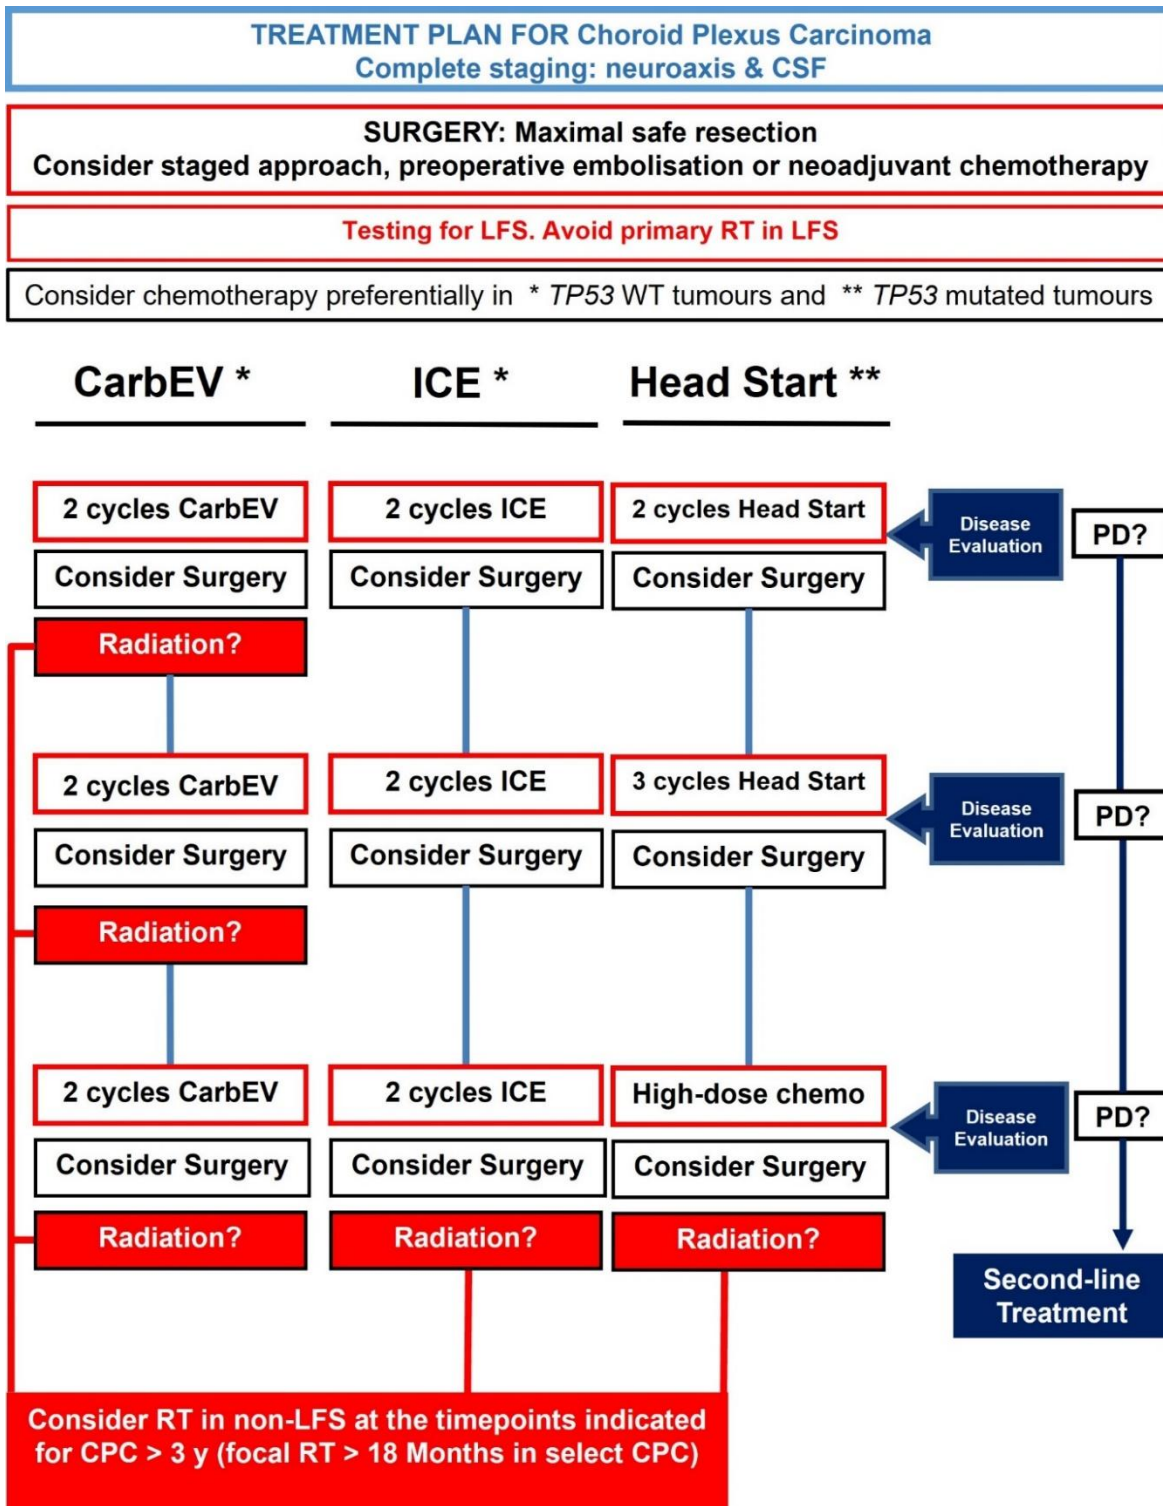 TREATMENT PLAN FOR Choroid Plexus Carcinoma
Complete staging: neuroaxis & CSF
SURGERY: Maximal safe resection
Consider staged approach, preoperative embolisation or neoadjuvant chemotherapy
Testing for LFS. Avoid primary RT in LFS
Consider chemotherapy preferentially in * TP53 WT tumours and ** TP53 mutated tumours
CarbEV *
ICE *
Head Start **
2 cycles CarbEV
2 cycles ICE
2 cycles Head Start
Disease
Evaluation
PD?
Consider Surgery
Consider Surgery
Consider Surgery
Radiation?
2 cycles CarbEV
2 cycles ICE
3 cycles Head Start
Disease
Evaluation
PD?
Consider Surgery
Consider Surgery
Consider Surgery
Radiation?
2 cycles CarbEV
2 cycles ICE
High-dose chemo
Disease
Evaluation
PD?
Consider Surgery
Consider Surgery
Consider Surgery
Radiation?
Radiation?
Radiation?
Second-line
Treatment
Consider RT in non-LFS at the timepoints indicated
for CPC > 3 y (focal RT > 18 Months in select CPC)